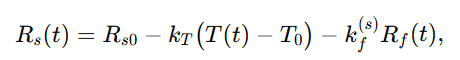 R_s(t) = R_{s0} − k_T(T(t) − T_0) − k_f^{(s)} R_f(t),